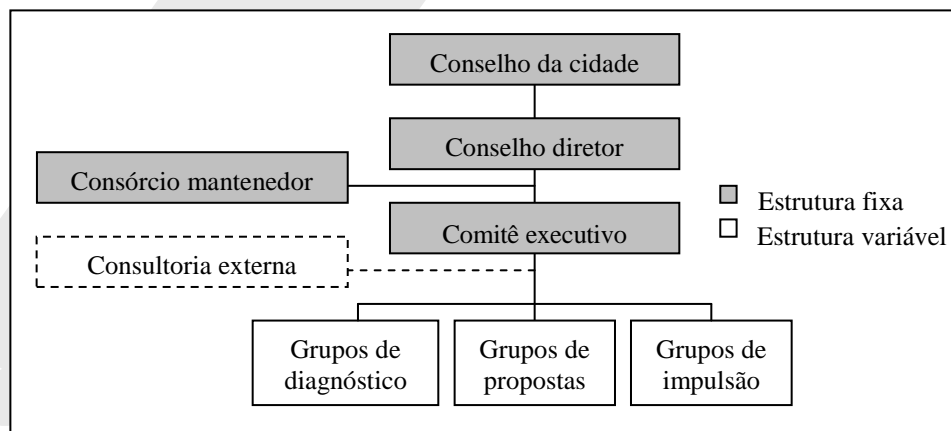 Conselho da cidade
Conselho diretor
Consórcio mantenedor
Estrutura fixa
Comitê executivo
Estrutura variável
Consultoria externa
Grupos de
diagnóstico
Grupos de
propostas
Grupos de
impulsão